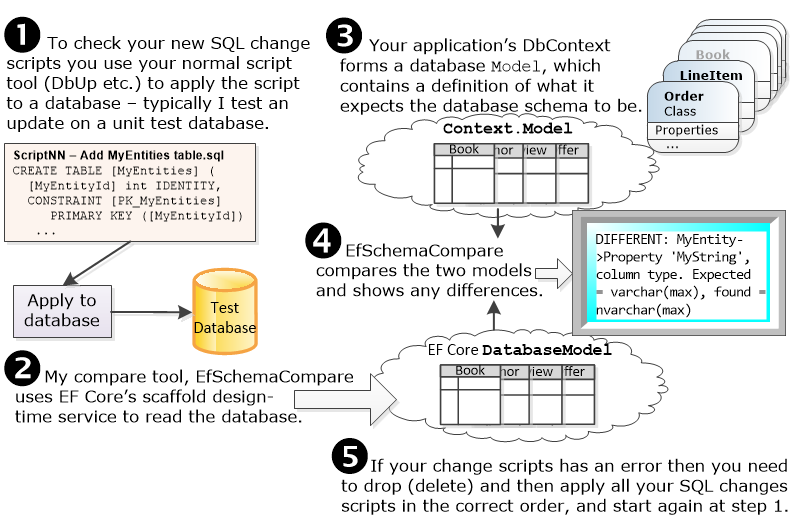 1 To check your new SQL change
scripts you use your normal script
tool (DbUp etc.) to apply the script
to a database – typically I test an
update on a unit test database.
ScriptNN – Add MyEntities table.sql
CREATE TABLE [MyEntities] (
[MyEntityId] int IDENTITY,
CONSTRAINT [PK_MyEntities]
PRIMARY KEY ([MyEntityId])
...
Apply to
database
Test
Database
2 My compare tool, EfSchemaCompare
uses EF Core's scaffold design-
time service to read the database.
3 Your application's DbContext
forms a database Model, which
contains a definition of what it
expects the database schema to be.
Book
LineItem
Order
Class
Properties
...
Context.Model
Book hor view ffer
4 EfSchemaCompare
compares the two models
and shows any differences.
DIFFERENT: MyEntity-
>Property 'MyString',
column type. Expected
= varchar(max), found =
nvarchar(max)
EF Core DatabaseModel
Book hor view ffer
5 If your change scripts has an error then you need
to drop (delete) and then apply all your SQL changes
scripts in the correct order, and start again at step 1.